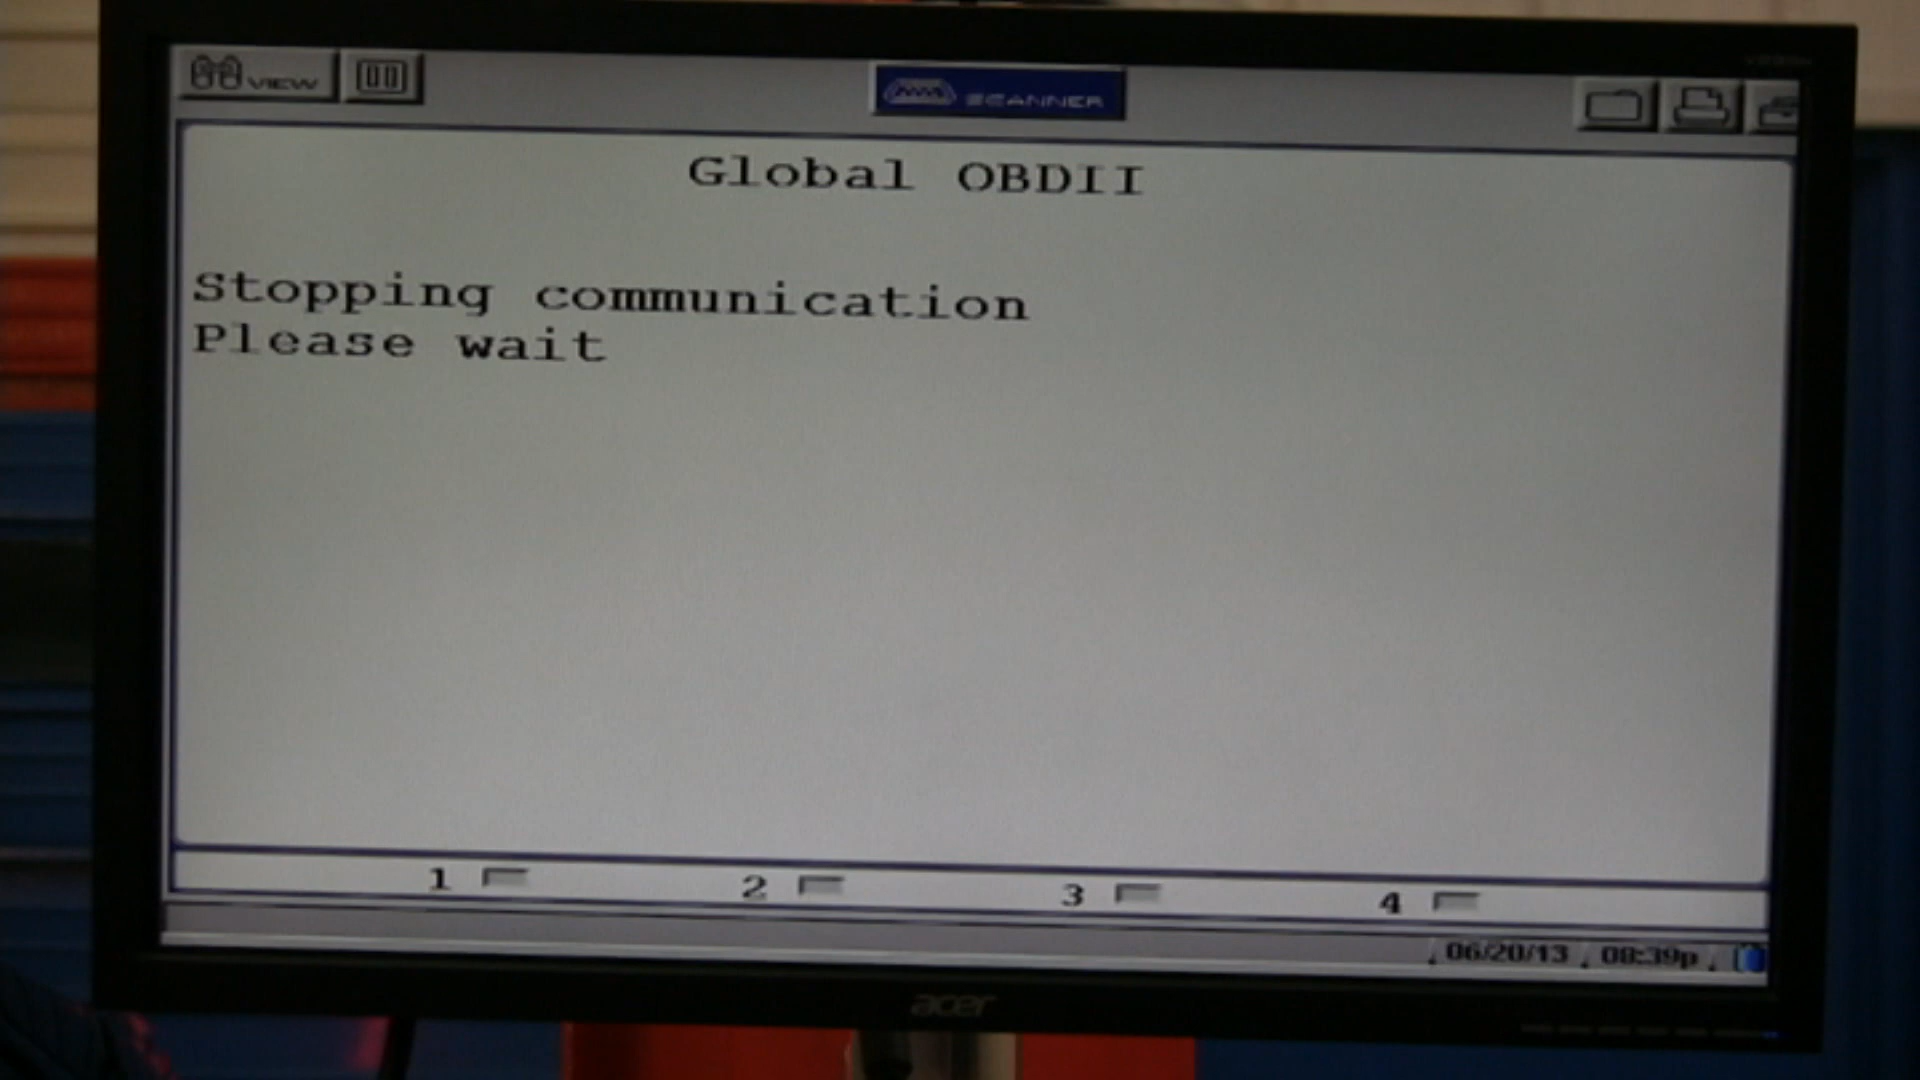 VIEW
SCANNER
Global OBDII
Stopping communication
Please wait
1 2 3 4
06/20/13 08:39p
acer